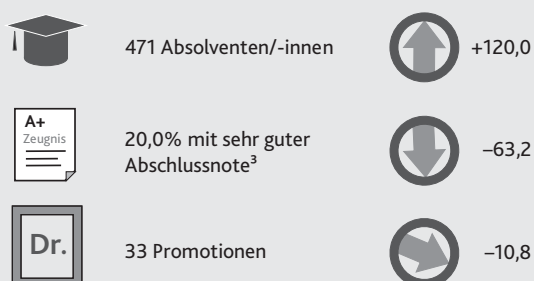 471 Absolventen/-innen
+120,0
A+
Zeugnis
20,0% mit sehr guter
Abschlussnote³
–63,2
Dr.
33 Promotionen
–10,8